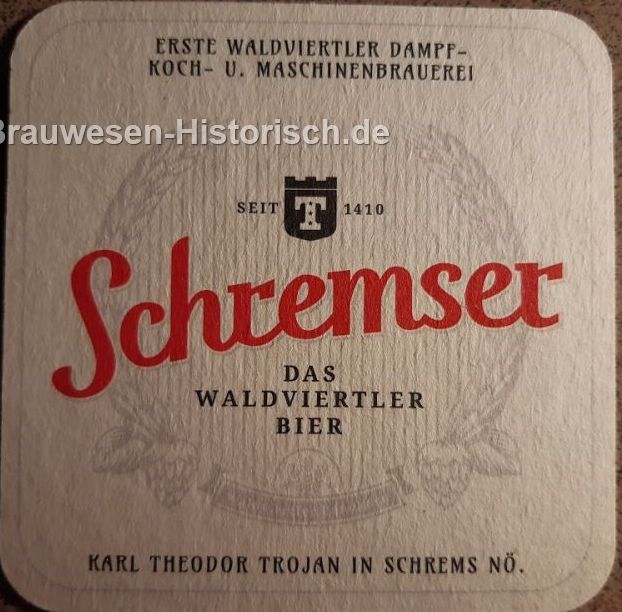 ERSTE WALDVIERTLER DAMPF-
KOCH- U. MASCHINENBRAUEREI
Brauwesen-Historisch.de
SEIT T 1410
Schremser
DAS
WALDVIERTLER
BIER
KARL THEODOR TROJAN IN SCHREMS NÖ.